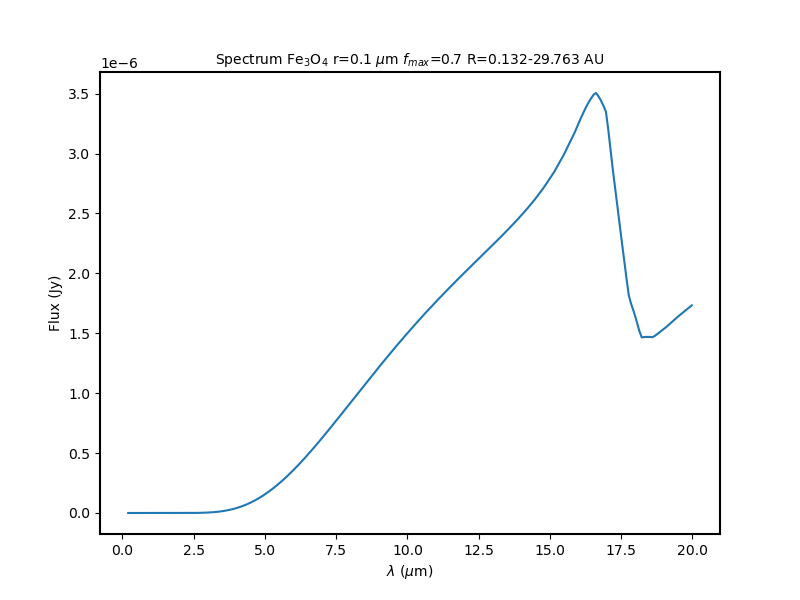 Spectrum Fe₃O₄ r=0.1 μm f_max=0.7 R=0.132-29.763 AU
1e−6
3.5
3.0
2.5
2.0
1.5
1.0
0.5
0.0
Flux (Jy)
0.0 2.5 5.0 7.5 10.0 12.5 15.0 17.5 20.0
λ (μm)